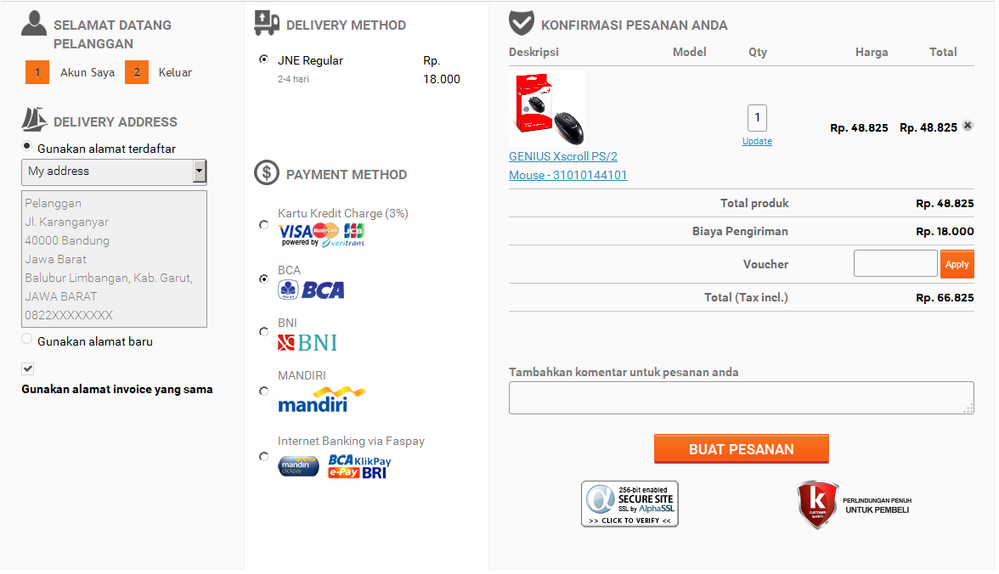 SELAMAT DATANG
PELANGGAN
1 Akun Saya 2 Keluar
DELIVERY ADDRESS
Gunakan alamat terdaftar
My address
Pelanggan
Jl. Karanganyar
40000 Bandung
Jawa Barat
Balubur Limbangan, Kab. Garut,
JAWA BARAT
0822XXXXXXXX
Gunakan alamat baru
Gunakan alamat invoice yang sama
DELIVERY METHOD
JNE Regular Rp.
2-4 hari 18.000
PAYMENT METHOD
Kartu Kredit Charge (3%)
VISA MasterCard JCB
powered by veritrans
BCA
BCA
BNI
BNI
MANDIRI
mandiri
Internet Banking via Faspay
mandiri BCA KlikPay
clickpay e-Pay BRI
KONFIRMASI PESANAN ANDA
Deskripsi Model Qty Harga Total
1
Rp. 48.825 Rp. 48.825
Update
GENIUS Xscroll PS/2
Mouse - 31010144101
Total produk Rp. 48.825
Biaya Pengiriman Rp. 18.000
Voucher Apply
Total (Tax incl.) Rp. 66.825
Tambahkan komentar untuk pesanan anda
BUAT PESANAN
256-bit enabled
SECURE SITE
SSL by AlphaSSL
>> CLICK TO VERIFY <<
k
CUSTOMER
SAFETY
PERLINDUNGAN PENUH
UNTUK PEMBELI